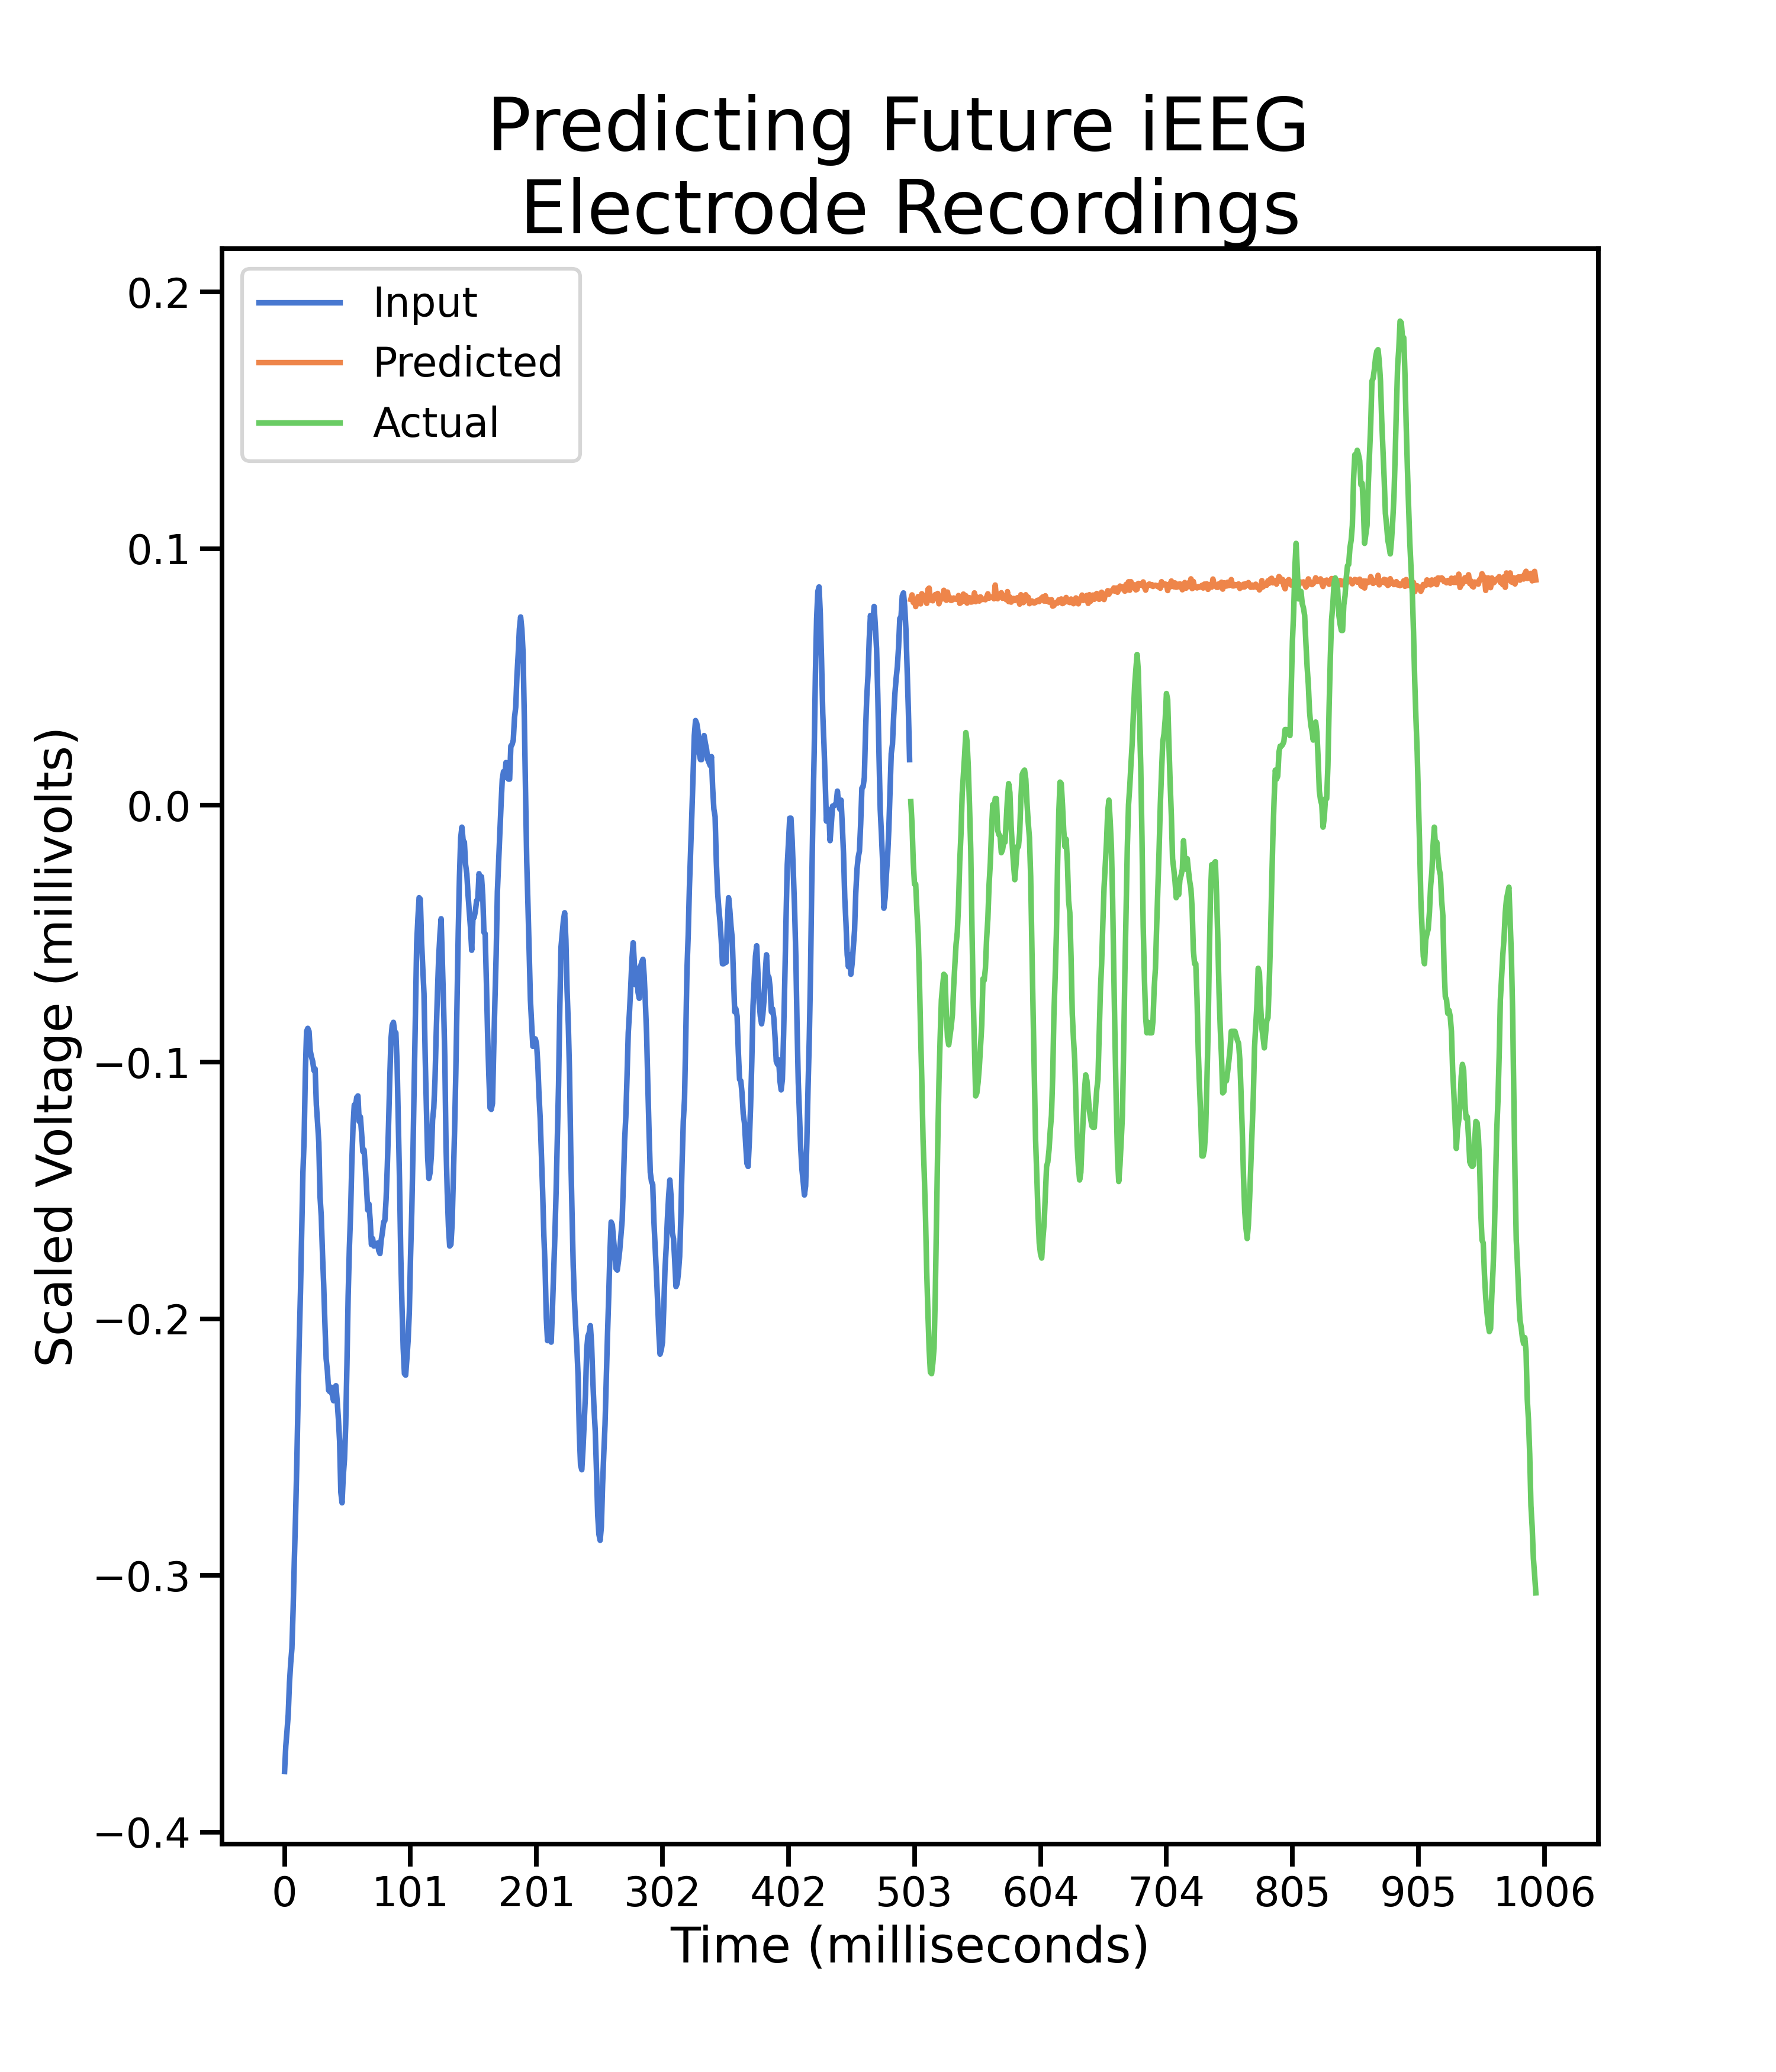 Predicting Future iEEG
Electrode Recordings
Input
Predicted
Actual
Scaled Voltage (millivolts)
0.2
0.1
0.0
−0.1
−0.2
−0.3
−0.4
0 101 201 302 402 503 604 704 805 905 1006
Time (milliseconds)